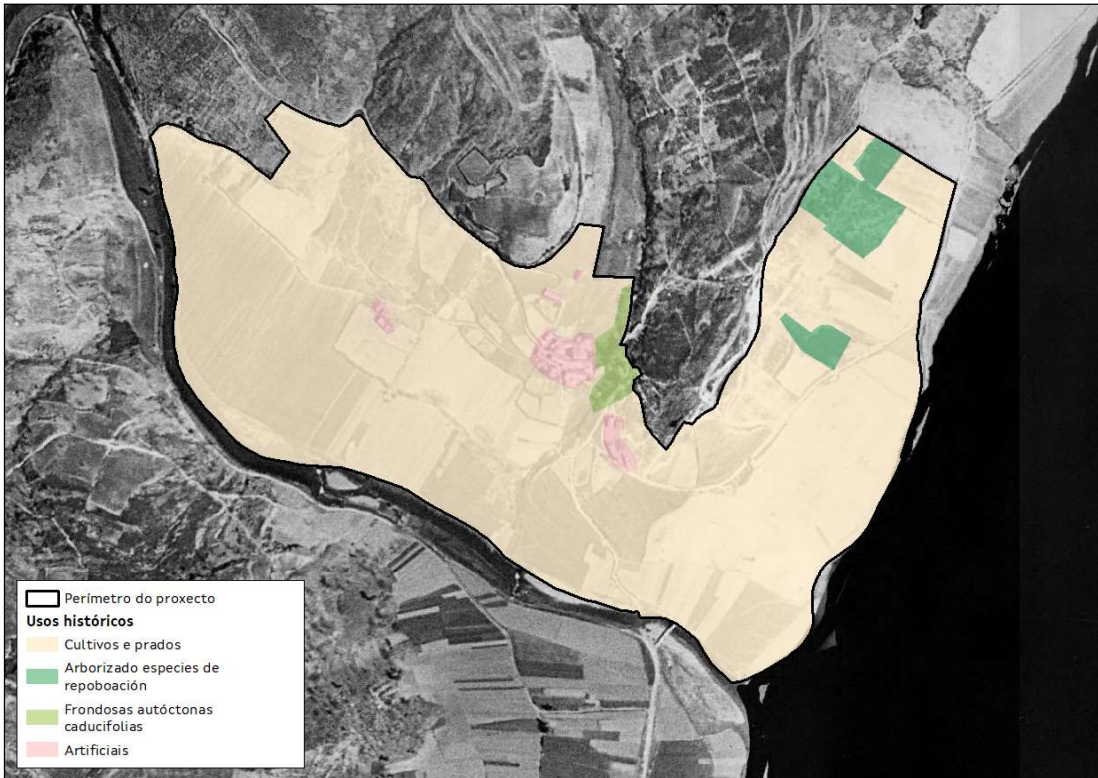 Perímetro do proxecto
Usos históricos
Cultivos e prados
Arborizado especies de
repoboación
Frondosas autóctonas
caducifolias
Artificiais